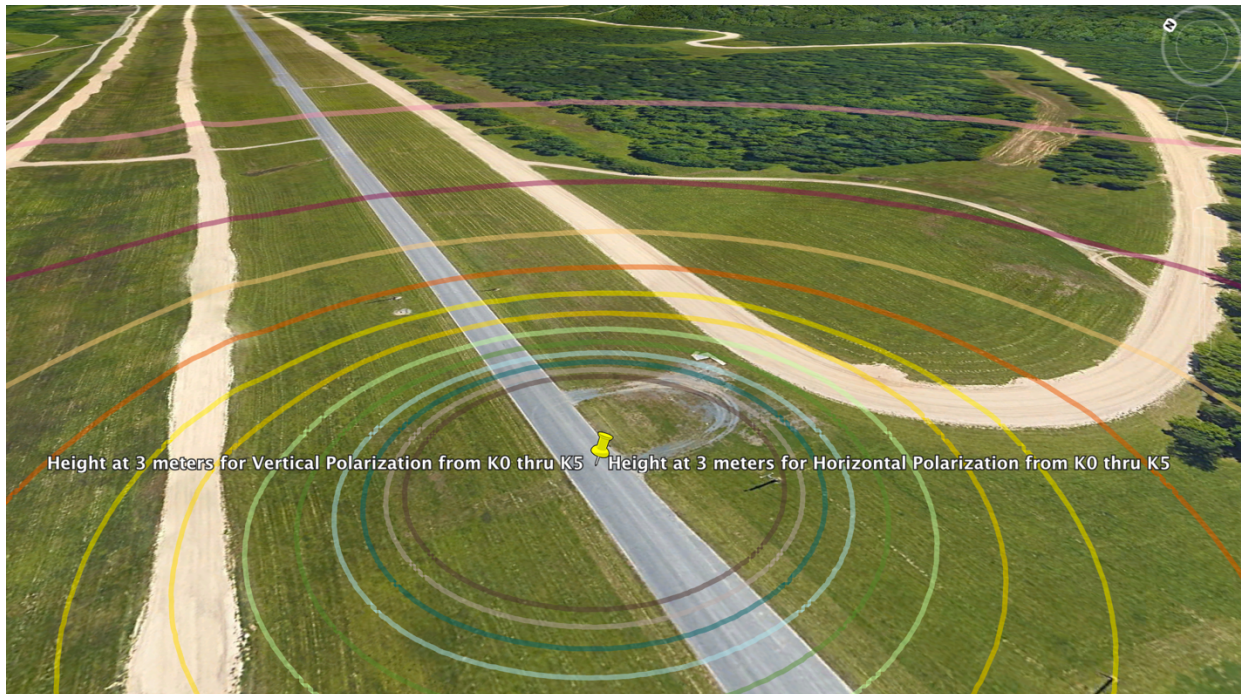 N
Height at 3 meters for Vertical Polarization from K0 thru K5
Height at 3 meters for Horizontal Polarization from K0 thru K5